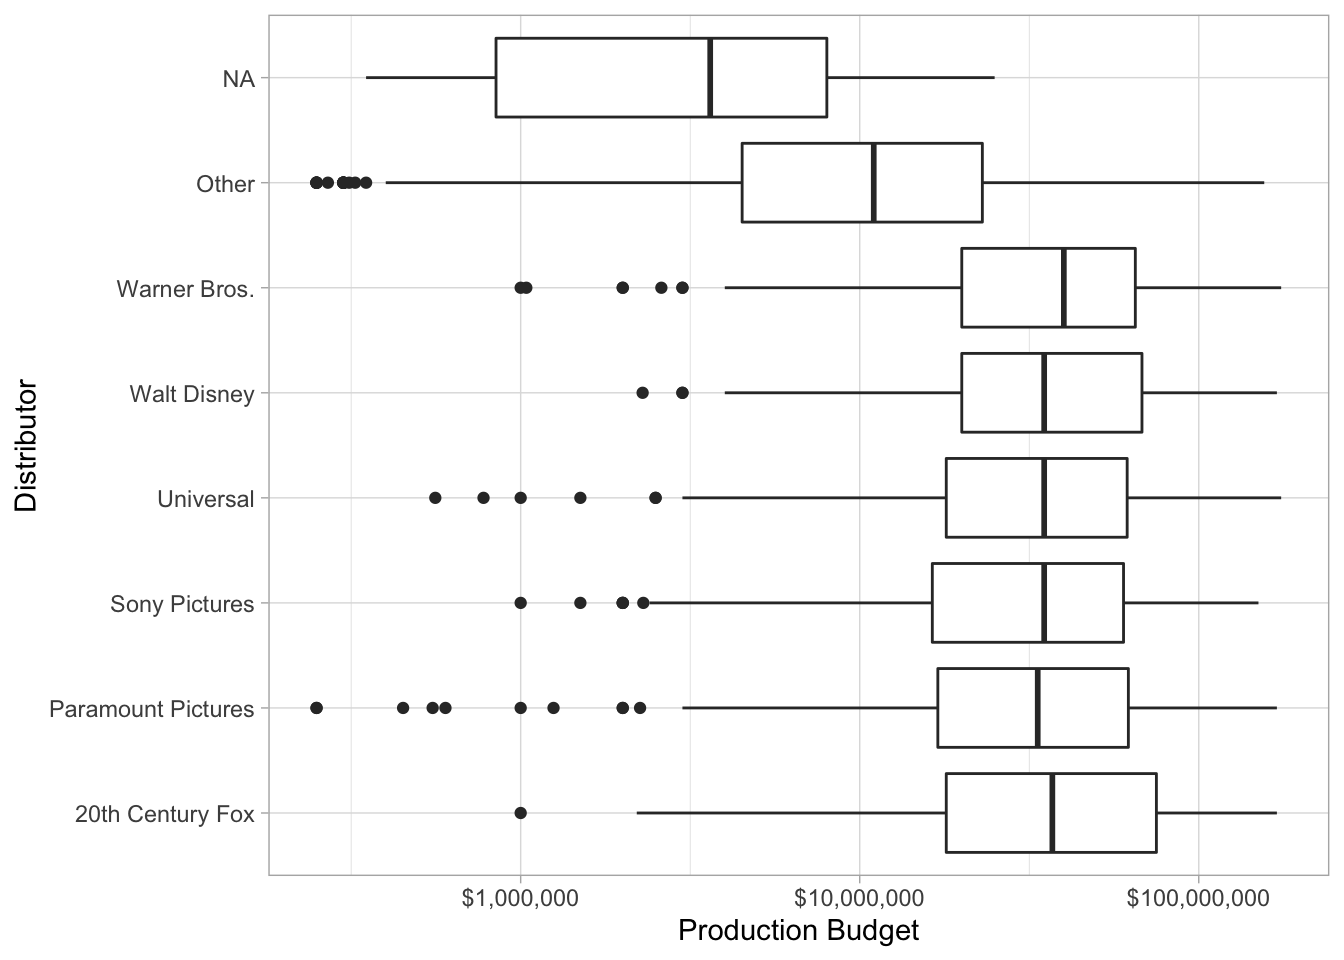 NA
Other
Warner Bros.
Walt Disney
Universal
Sony Pictures
Paramount Pictures
20th Century Fox
Distributor
$1,000,000
$10,000,000
$100,000,000
Production Budget